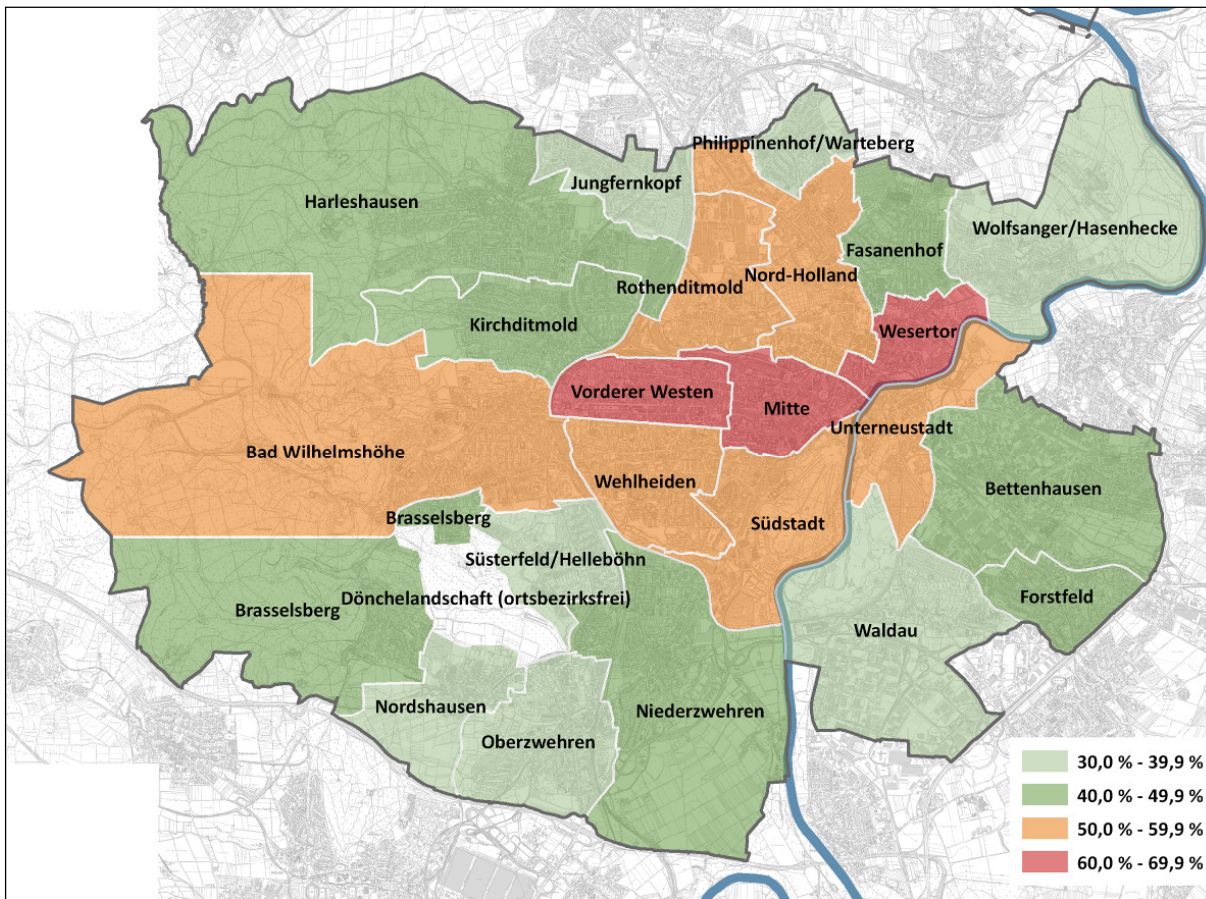 Philippinenhof/Warteberg
Jungfernkopf
Harleshausen
Wolfsanger/Hasenhecke
Fasanenhof
Nord-Holland
Rothenditmold
Kirchditmold
Wesertor
Vorderer Westen
Mitte
Unterneustadt
Bad Wilhelmshöhe
Wehlheiden
Bettenhausen
Brasselsberg
Südstadt
Süsterfeld/Helleböhn
Dönchelandschaft (ortsbezirksfrei)
Forstfeld
Brasselsberg
Waldau
Nordshausen
Niederzwehren
Oberzwehren
30,0 % - 39,9 %
40,0 % - 49,9 %
50,0 % - 59,9 %
60,0 % - 69,9 %